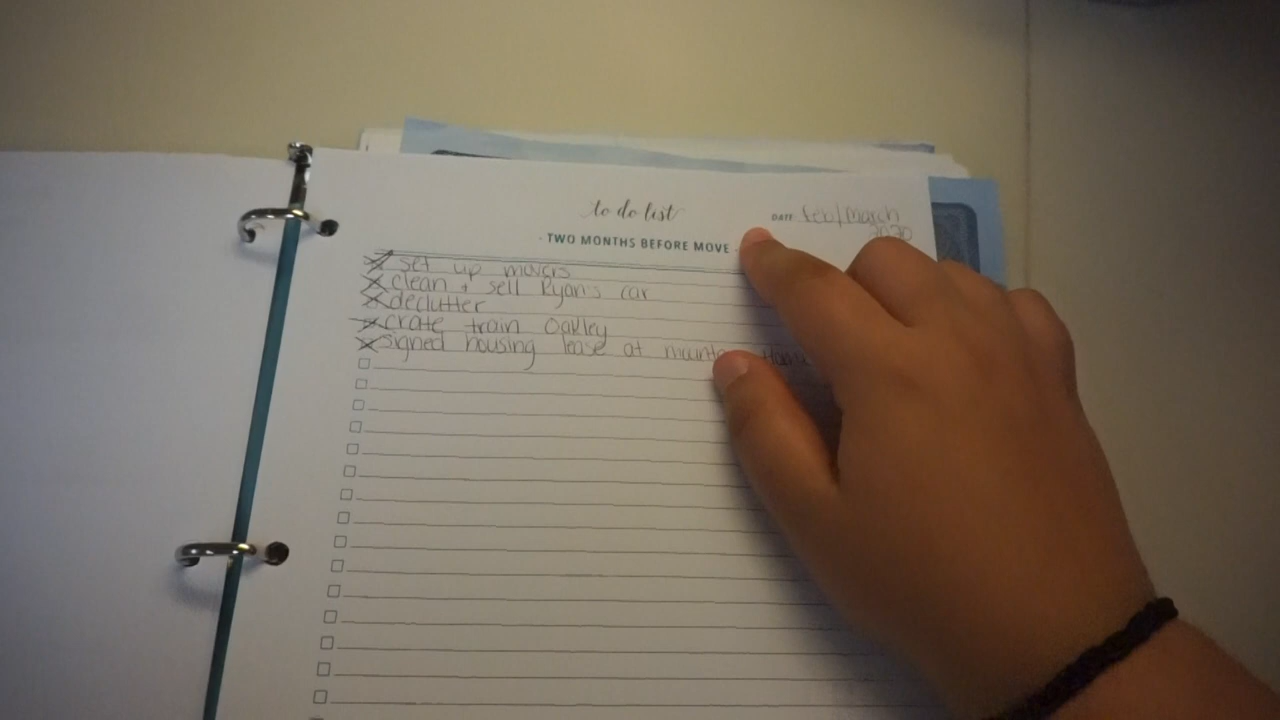 to do list
- TWO MONTHS BEFORE MOVE -
DATE feb/march
2020
set up movers
clean + sell Ryan's car
declutter
crate train Oakley
signed housing lease at Home